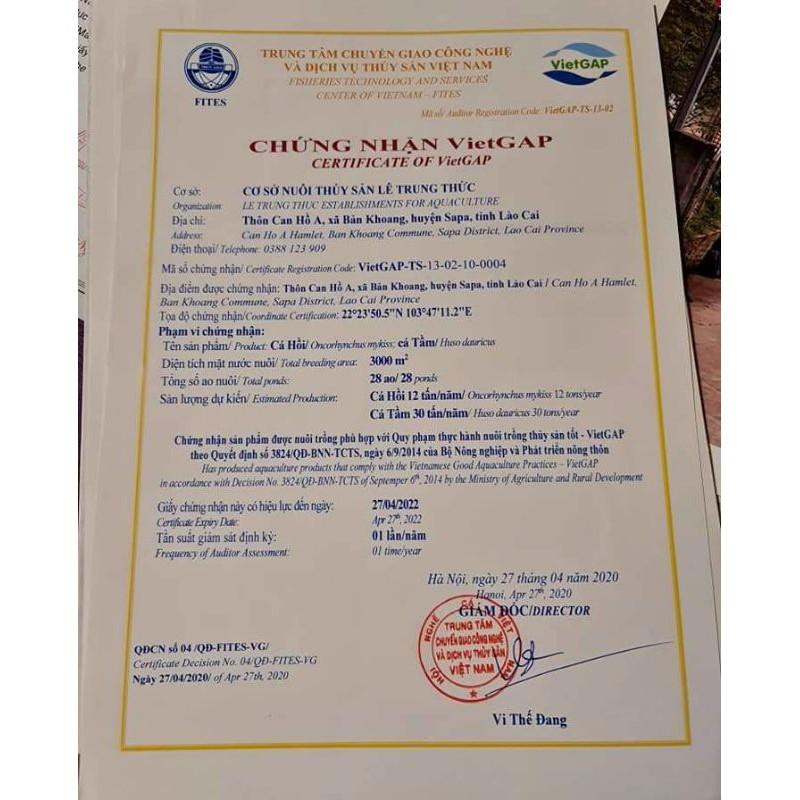 TRUNG TÂM CHUYỂN GIAO CÔNG NGHỆ
VÀ DỊCH VỤ THỦY SẢN VIỆT NAM
FISHERIES TECHNOLOGY AND SERVICES
CENTER OF VIETNAM – FITES
FITES
VietGAP
Mã số/ Auditor Registration Code: VietGAP-TS-13-02
CHỨNG NHẬN VietGAP
CERTIFICATE OF VietGAP
Cơ sở: CƠ SỞ NUÔI THỦY SẢN LÊ TRUNG THỨC
Organization: LE TRUNG THUC ESTABLISHMENTS FOR AQUACULTURE
Địa chỉ: Thôn Can Hồ A, xã Bản Khoang, huyện Sapa, tỉnh Lào Cai
Address: Can Ho A Hamlet, Ban Khoang Commune, Sapa District, Lao Cai Province
Điện thoại/ Telephone: 0388 123 909
Mã số chứng nhận/ Certificate Registration Code: VietGAP-TS-13-02-10-0004
Địa điểm được chứng nhận: Thôn Can Hồ A, xã Bản Khoang, huyện Sapa, tỉnh Lào Cai / Can Ho A Hamlet,
Ban Khoang Commune, Sapa District, Lao Cai Province
Tọa độ chứng nhận/Coordinate Certification: 22°23'50.5"N 103°47'11.2"E
Phạm vi chứng nhận:
Tên sản phẩm/ Product: Cá Hồi/ Oncorhynchus mykiss; cá Tầm/ Huso dauricus
Diện tích mặt nước nuôi/ Total breeding area: 3000 m²
Tổng số ao nuôi/ Total ponds: 28 ao/ 28 ponds
Sản lượng dự kiến/ Estimated Production: Cá Hồi 12 tấn/năm/ Oncorhynchus mykiss 12 tons/year
Cá Tầm 30 tấn/năm/ Huso dauricus 30 tons/year
Chứng nhận sản phẩm được nuôi trồng phù hợp với Quy phạm thực hành nuôi trồng thủy sản tốt - VietGAP
theo Quyết định số 3824/QĐ-BNN-TCTS, ngày 6/9/2014 của Bộ Nông nghiệp và Phát triển nông thôn
Has produced aquaculture products that comply with the Vietnamese Good Aquaculture Practices – VietGAP
in accordance with Decision No. 3824/QĐ-BNN-TCTS of Septemper 6th, 2014 by the Ministry of Agriculture and Rural Development
Giấy chứng nhận này có hiệu lực đến ngày: 27/04/2022
Certificate Expiry Date: Apr 27th, 2022
Tần suất giám sát định kỳ: 01 lần/năm
Frequency of Auditor Assessment: 01 time/year
Hà Nội, ngày 27 tháng 04 năm 2020
Hanoi, Apr 27th, 2020
GIÁM ĐỐC/DIRECTOR
TRUNG TÂM
CHUYỂN GIAO CÔNG NGHỆ
VÀ DỊCH VỤ THỦY SẢN
VIỆT NAM
QĐCN số 04 /QĐ-FITES-VG/
Certificate Decision No. 04/QĐ-FITES-VG
Ngày 27/04/2020/ of Apr 27th, 2020
Vi Thế Đang